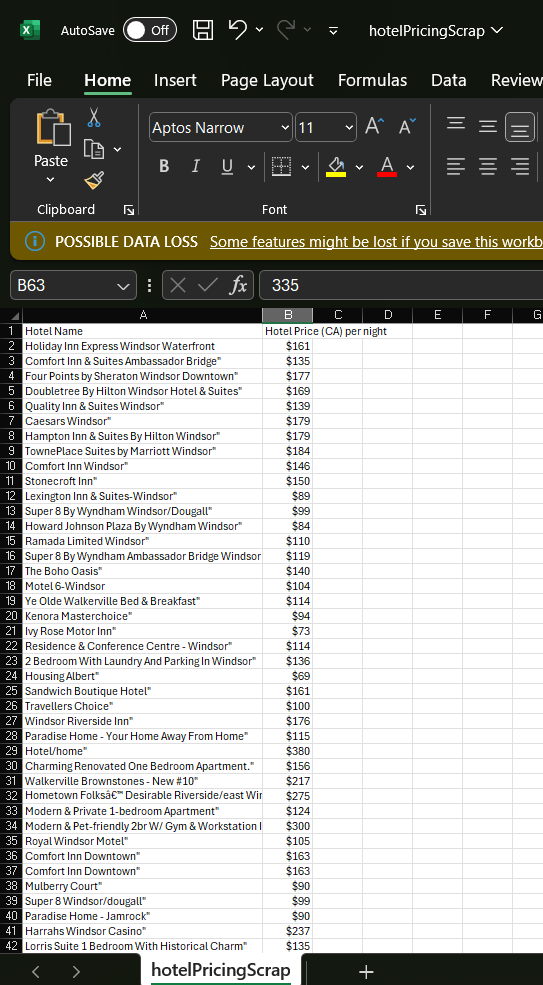 AutoSave Off hotelPricingScrap
File Home Insert Page Layout Formulas Data Review
Paste
Clipboard
Aptos Narrow 11 A A
B I U A
Font
POSSIBLE DATA LOSS Some features might be lost if you save this workb
B63 fx 335
A B C D E F G
1 Hotel Name Hotel Price (CA) per night
2 Holiday Inn Express Windsor Waterfront $161
3 Comfort Inn & Suites Ambassador Bridge" $135
4 Four Points by Sheraton Windsor Downtown" $177
5 Doubletree By Hilton Windsor Hotel & Suites" $169
6 Quality Inn & Suites Windsor" $139
7 Caesars Windsor" $179
8 Hampton Inn & Suites By Hilton Windsor" $179
9 TownePlace Suites by Marriott Windsor" $184
10 Comfort Inn Windsor" $146
11 Stonecroft Inn" $150
12 Lexington Inn & Suites-Windsor" $89
13 Super 8 By Wyndham Windsor/Dougall" $99
14 Howard Johnson Plaza By Wyndham Windsor" $84
15 Ramada Limited Windsor" $110
16 Super 8 By Wyndham Ambassador Bridge Windsor $119
17 The Boho Oasis" $140
18 Motel 6-Windsor $104
19 Ye Olde Walkerville Bed & Breakfast" $114
20 Kenora Masterchoice" $94
21 Ivy Rose Motor Inn" $73
22 Residence & Conference Centre - Windsor" $114
23 2 Bedroom With Laundry And Parking In Windsor" $136
24 Housing Albert" $69
25 Sandwich Boutique Hotel" $161
26 Travellers Choice" $100
27 Windsor Riverside Inn" $176
28 Paradise Home - Your Home Away From Home" $115
29 Hotel/home" $380
30 Charming Renovated One Bedroom Apartment." $156
31 Walkerville Brownstones - New #10" $217
32 Hometown Folksâ€™ Desirable Riverside/east Wir $275
33 Modern & Private 1-bedroom Apartment" $124
34 Modern & Pet-friendly 2br W/ Gym & Workstation I $300
35 Royal Windsor Motel" $105
36 Comfort Inn Downtown" $163
37 Comfort Inn Downtown" $163
38 Mulberry Court" $90
39 Super 8 Windsor/dougall" $99
40 Paradise Home - Jamrock" $90
41 Harrahs Windsor Casino" $237
42 Lorris Suite 1 Bedroom With Historical Charm" $135
hotelPricingScrap